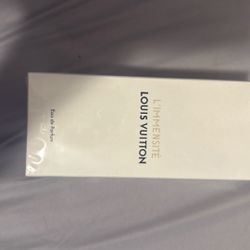 L'IMMENSITÉ
LOUIS VUITTON
Eau de Parfum